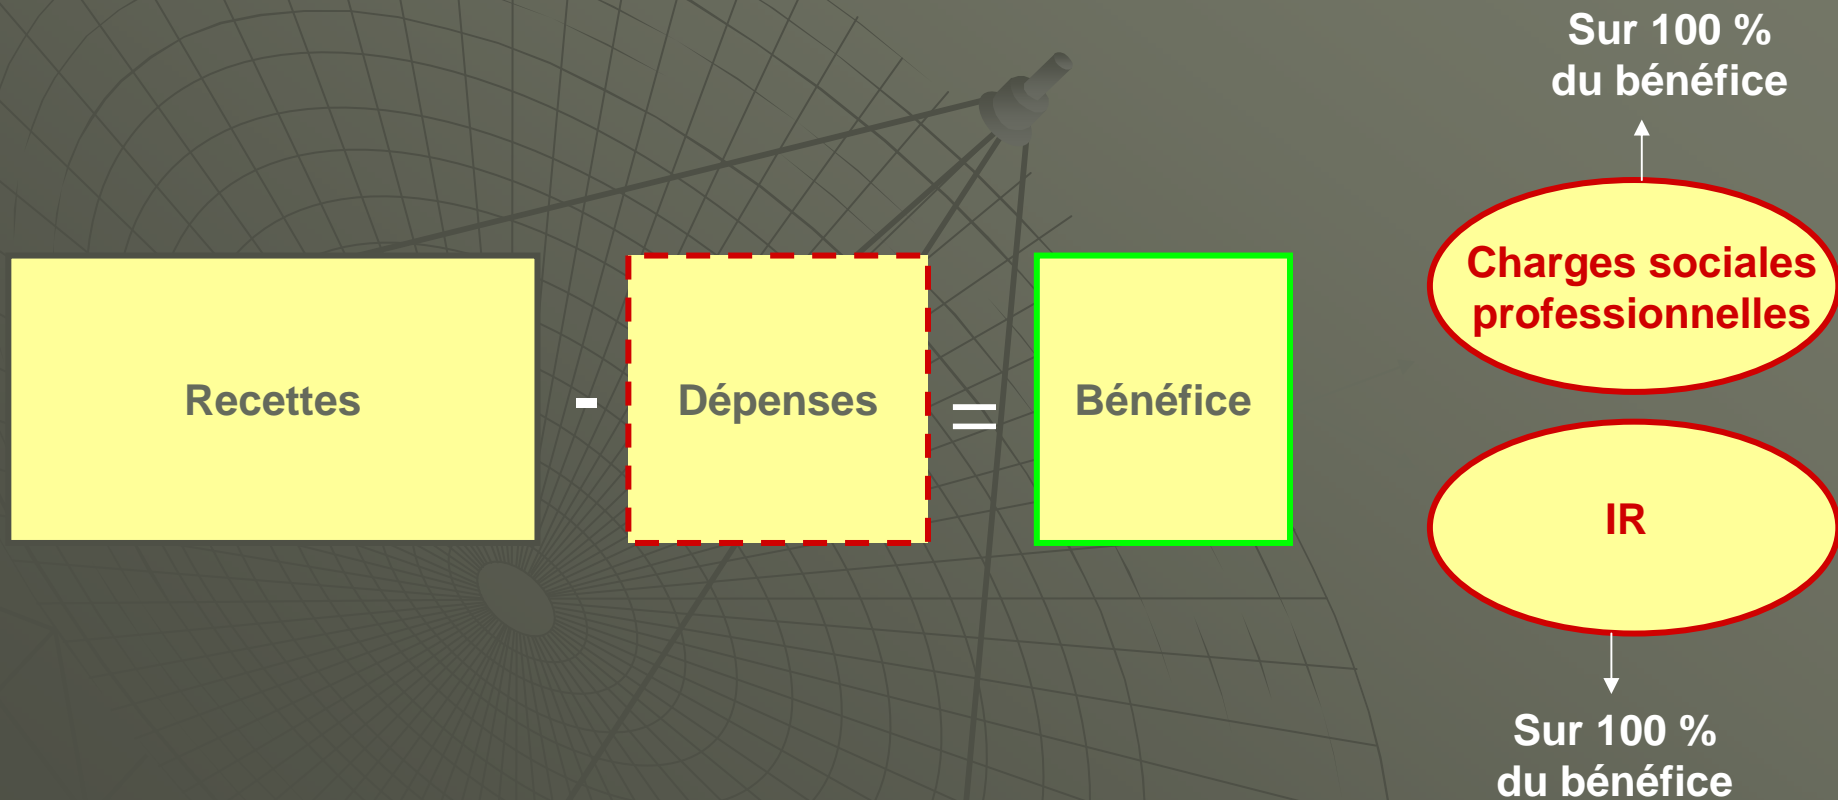 Sur 100 %
du bénéfice
Charges sociales
professionnelles
Recettes - Dépenses = Bénéfice
IR
Sur 100 %
du bénéfice